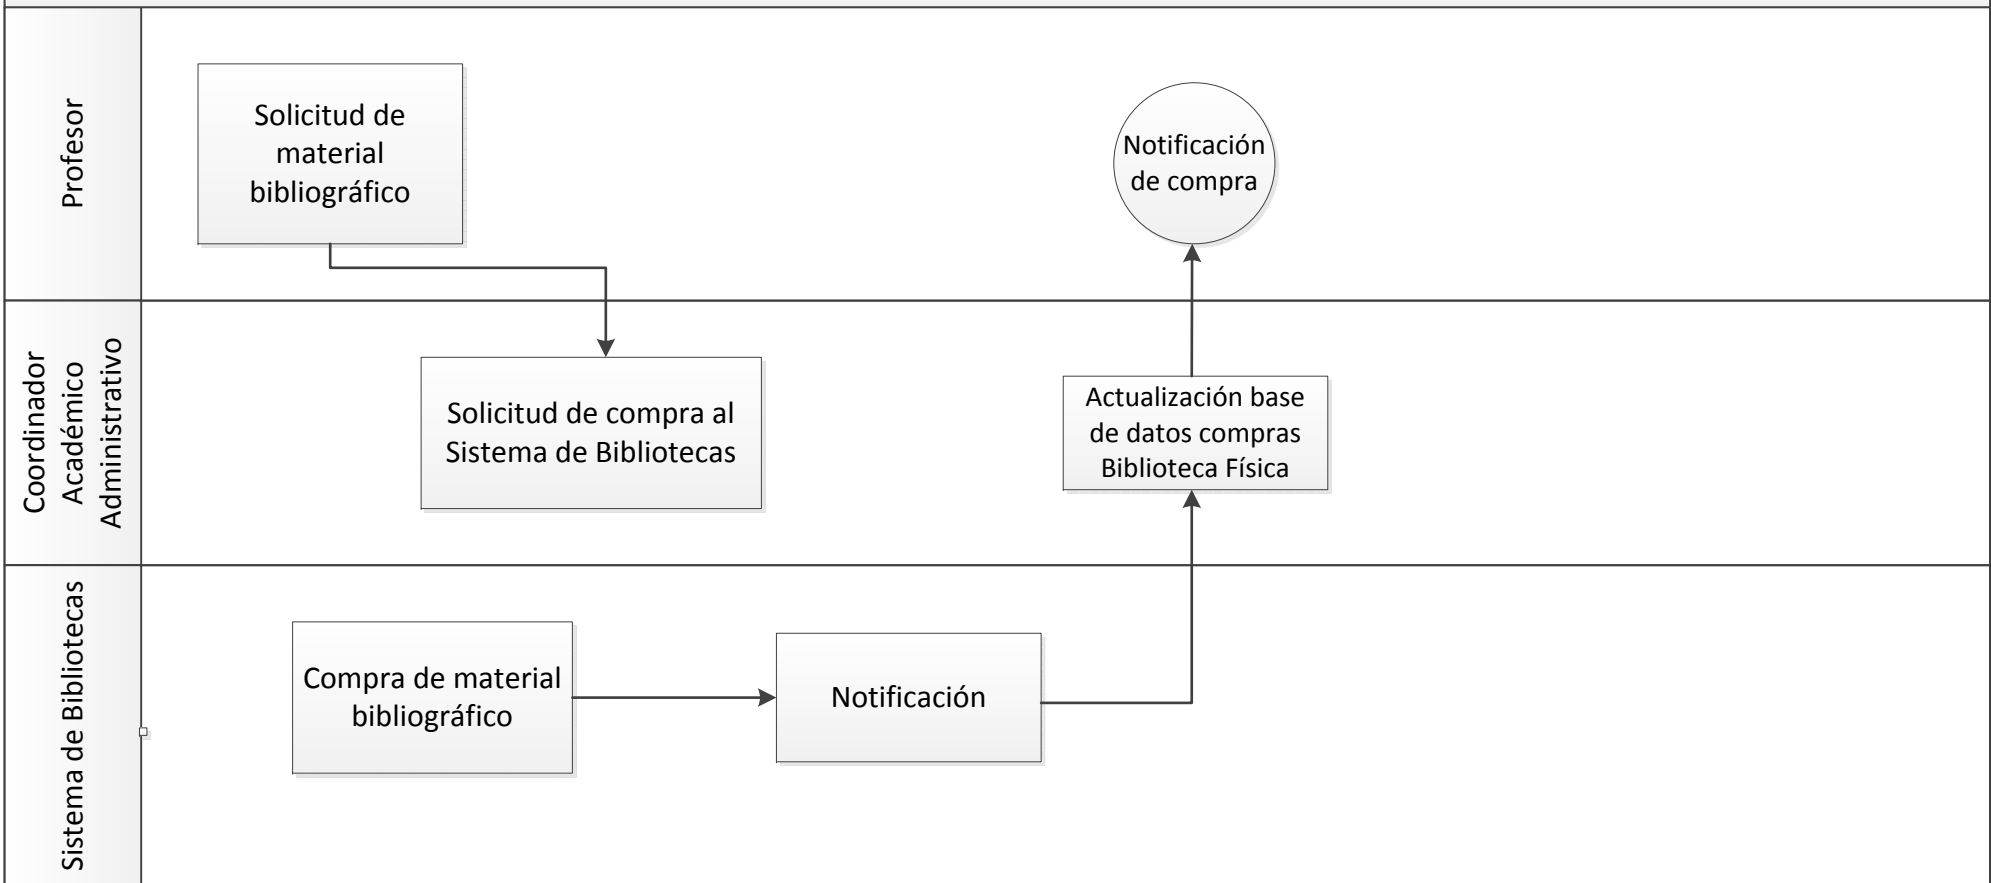 Profesor
Solicitud de
material
bibliográfico
Notificación
de compra
Coordinador
Académico
Administrativo
Solicitud de compra al
Sistema de Bibliotecas
Actualización base
de datos compras
Biblioteca Física
Sistema de Bibliotecas
Compra de material
bibliográfico
Notificación